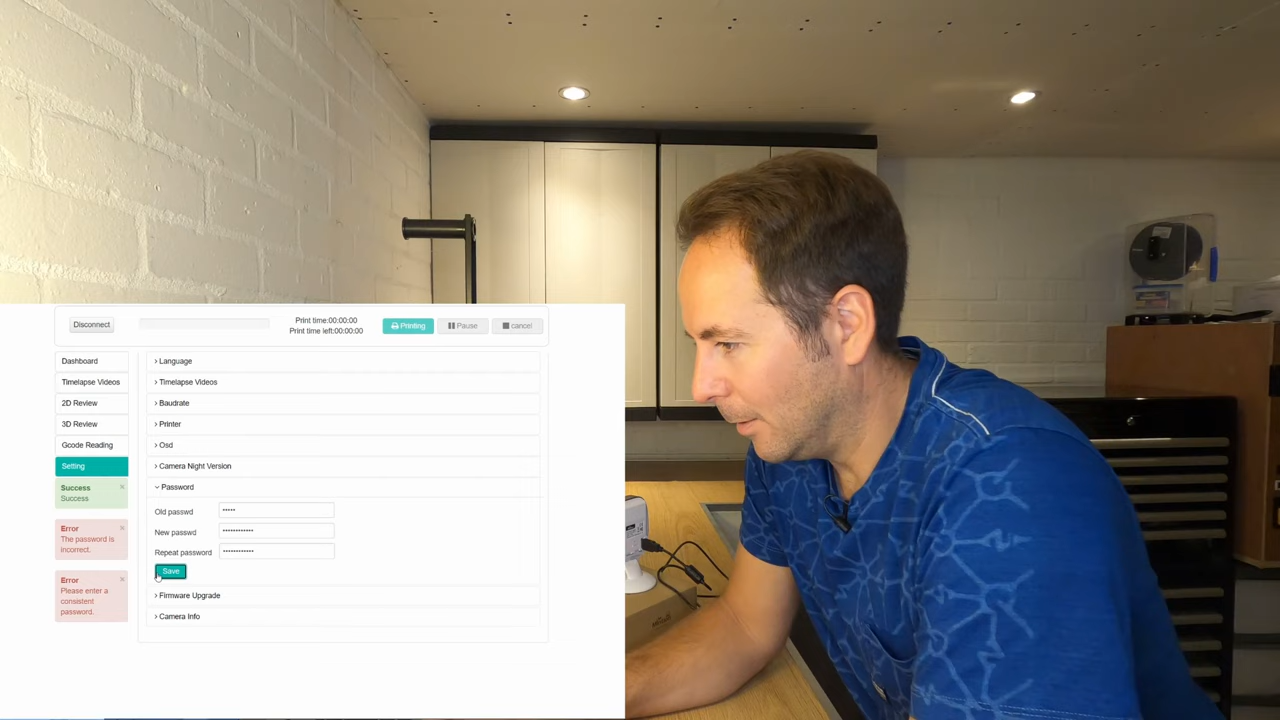 Disconnect
Print time:00:00:00
Print time left:00:00:00
Printing
Pause
cancel
Dashboard
Timelapse Videos
2D Review
3D Review
Gcode Reading
Setting
Success
Success
Error
The password is
incorrect.
Error
Please enter a
consistent
password.
Language
Timelapse Videos
Baudrate
Printer
Osd
Camera Night Version
Password
Old passwd
New passwd
Repeat password
Save
Firmware Upgrade
Camera Info